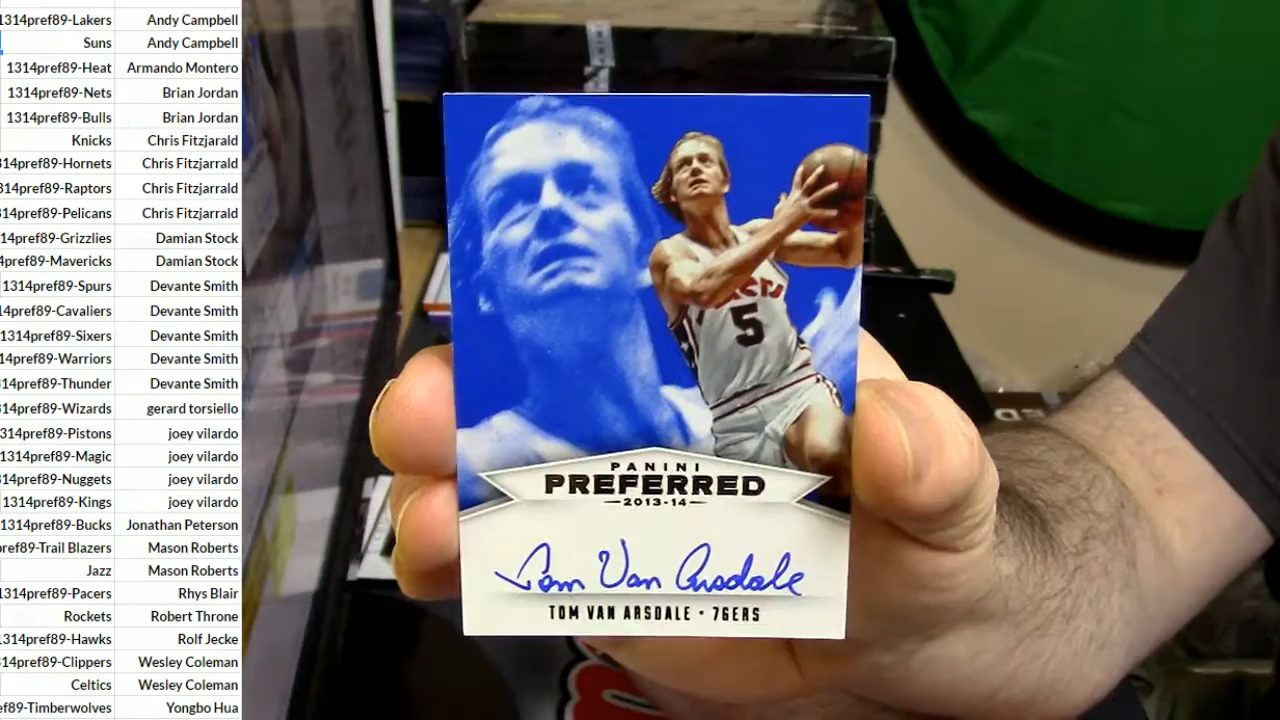 1314pref89-Lakers Andy Campbell
Suns Andy Campbell
1314pref89-Heat Armando Montero
1314pref89-Nets Brian Jordan
1314pref89-Bulls Brian Jordan
Knicks Chris Fitzjarald
314pref89-Hornets Chris Fitzjarrald
314pref89-Raptors Chris Fitzjarrald
314pref89-Pelicans Chris Fitzjarrald
14pref89-Grizzlies Damian Stock
4pref89-Mavericks Damian Stock
1314pref89-Spurs Devante Smith
314pref89-Cavaliers Devante Smith
1314pref89-Sixers Devante Smith
14pref89-Warriors Devante Smith
314pref89-Thunder Devante Smith
314pref89-Wizards gerard torsiello
314pref89-Pistons joey vilardo
314pref89-Magic joey vilardo
314pref89-Nuggets joey vilardo
1314pref89-Kings joey vilardo
1314pref89-Bucks Jonathan Peterson
ref89-Trail Blazers Mason Roberts
Jazz Mason Roberts
1314pref89-Pacers Rhys Blair
Rockets Robert Throne
1314pref89-Hawks Rolf Jecke
314pref89-Clippers Wesley Coleman
Celtics Wesley Coleman
ef89-Timberwolves Yongbo Hua
5
PANINI
PREFERRED
2013-14
Tom Van Arsdale
TOM VAN ARSDALE • 76ERS